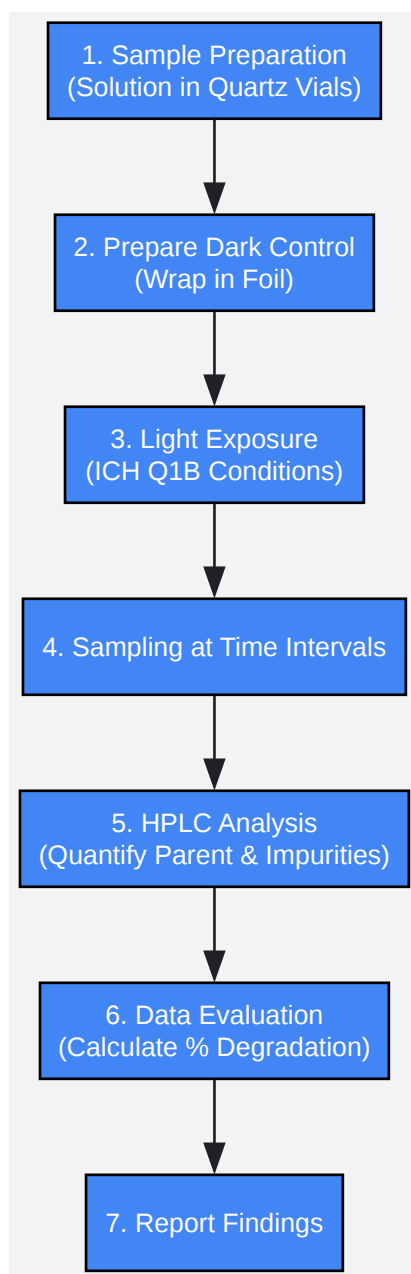 1. Sample Preparation
(Solution in Quartz Vials)
2. Prepare Dark Control
(Wrap in Foil)
3. Light Exposure
(ICH Q1B Conditions)
4. Sampling at Time Intervals
5. HPLC Analysis
(Quantify Parent & Impurities)
6. Data Evaluation
(Calculate % Degradation)
7. Report Findings